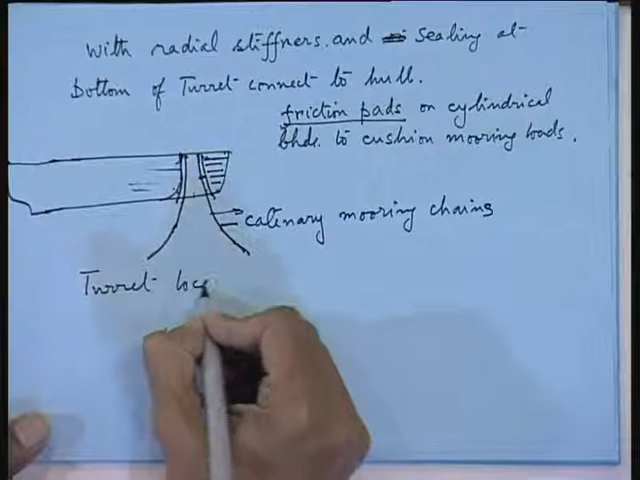 with radial stiffners. and sealing at
bottom of Turret connect to hull.
friction pads on cylindrical
bhds. to cushion mooring loads.
catenary mooring chains
Turret loc